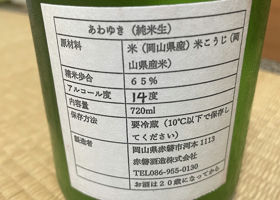 あわゆき（純米生）
原材料 米（岡山県産）米こうじ（岡
山県産米）
精米歩合 65%
アルコール度 14度
内容量 720ml
保存方法 要冷蔵（10℃以下で保存し
てください）
製造者 岡山県赤磐市河本1113
赤磐酒造株式会社
TEL086-955-0130
お酒は20歳になってから